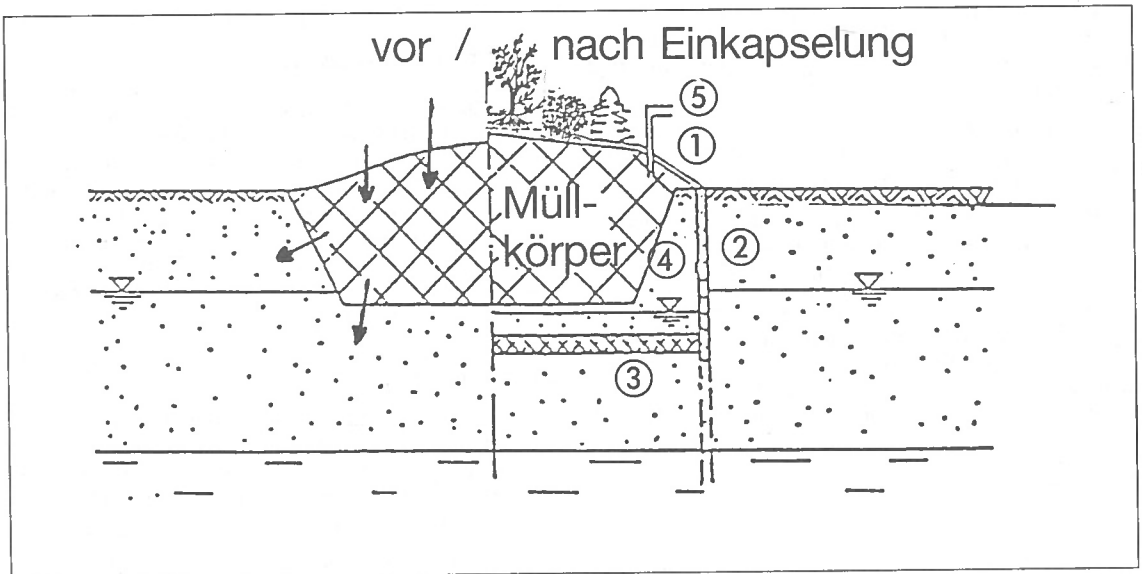 vor / nach Einkapselung
⑤
①
Müll-
körper
④
②
③